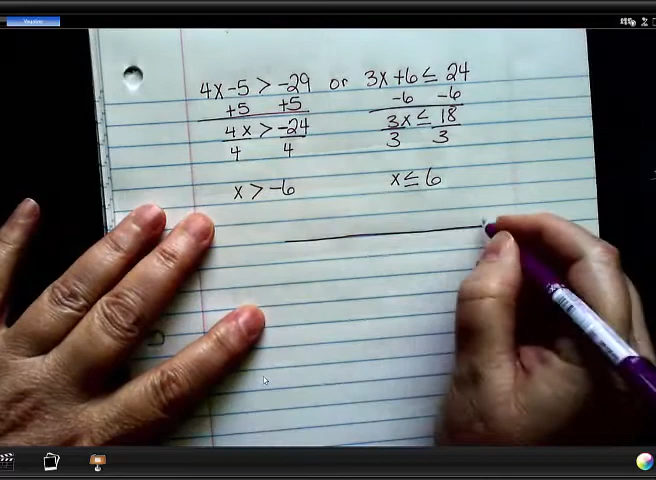 4x-5 > -29 or 3x+6 ≤ 24
+5 +5 -6 -6
4x > -24 3x ≤ 18
4 4 3 3
x > -6 x ≤ 6